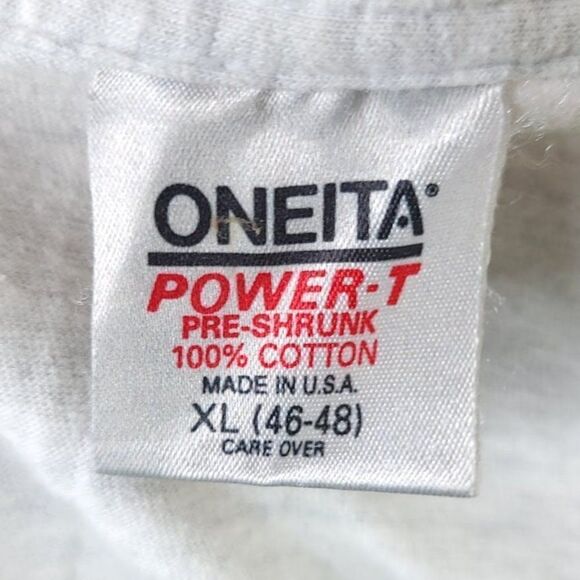 ONEITA®
POWER-T
PRE-SHRUNK
100% COTTON
MADE IN U.S.A.
XL (46-48)
CARE OVER